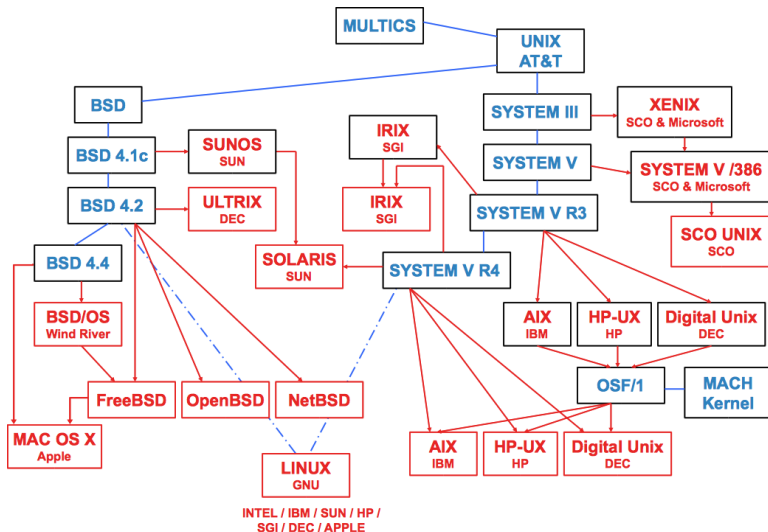 MULTICS
UNIX
AT&T
BSD
SYSTEM III
XENIX
SCO & Microsoft
BSD 4.1c
SUNOS
SUN
IRIX
SGI
SYSTEM V
SYSTEM V /386
SCO & Microsoft
BSD 4.2
ULTRIX
DEC
IRIX
SGI
SYSTEM V R3
SCO UNIX
SCO
BSD 4.4
SOLARIS
SUN
SYSTEM V R4
BSD/OS
Wind River
AIX
IBM
HP-UX
HP
Digital Unix
DEC
FreeBSD
OpenBSD
NetBSD
OSF/1
MACH
Kernel
MAC OS X
Apple
AIX
IBM
HP-UX
HP
Digital Unix
DEC
LINUX
GNU
INTEL / IBM / SUN / HP /
SGI / DEC / APPLE